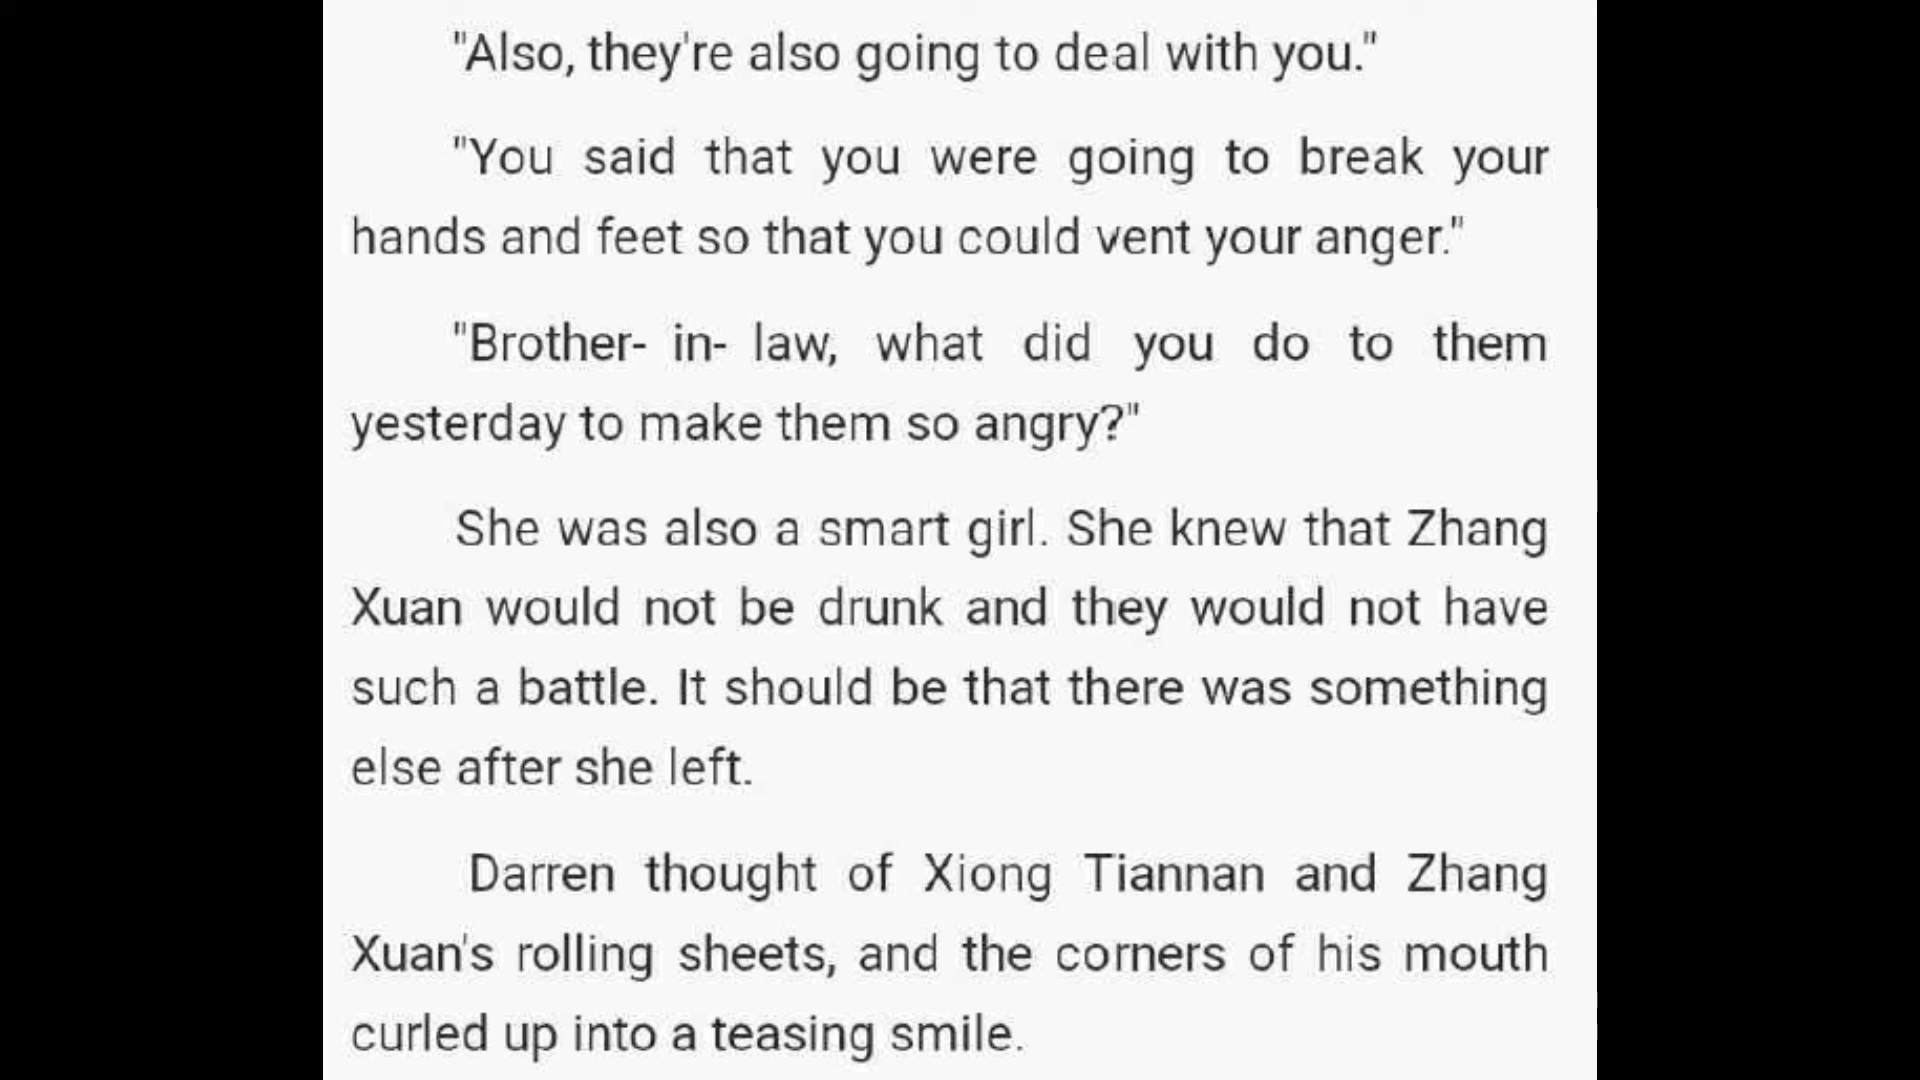 "Also, they're also going to deal with you."
"You said that you were going to break your
hands and feet so that you could vent your anger."
"Brother- in- law, what did you do to them
yesterday to make them so angry?"
She was also a smart girl. She knew that Zhang
Xuan would not be drunk and they would not have
such a battle. It should be that there was something
else after she left.
Darren thought of Xiong Tiannan and Zhang
Xuan's rolling sheets, and the corners of his mouth
curled up into a teasing smile.